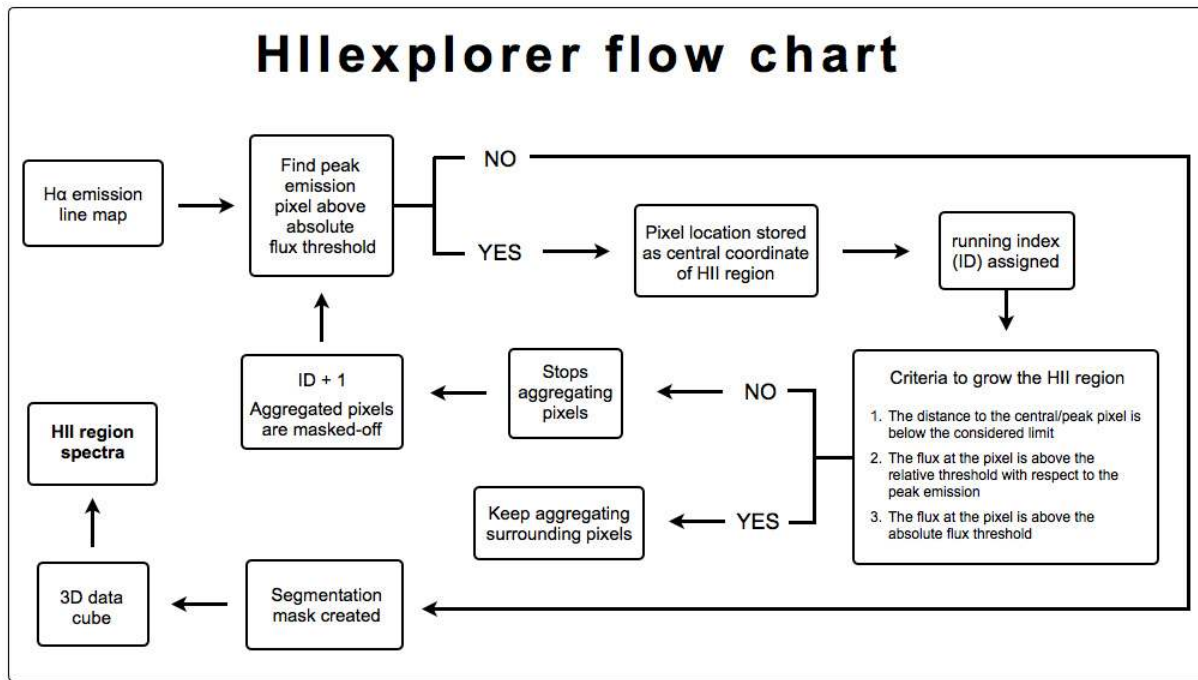 HIIexplorer flow chart
Hα emission
line map
Find peak
emission
pixel above
absolute
flux threshold
NO
YES
Pixel location stored
as central coordinate
of HII region
running index
(ID) assigned
Criteria to grow the HII region
1. The distance to the central/peak pixel is
below the considered limit
2. The flux at the pixel is above the
relative threshold with respect to the
peak emission
3. The flux at the pixel is above the
absolute flux threshold
NO
Stops
aggregating
pixels
ID + 1
Aggregated pixels
are masked-off
YES
Keep aggregating
surrounding pixels
Segmentation
mask created
3D data
cube
HII region
spectra